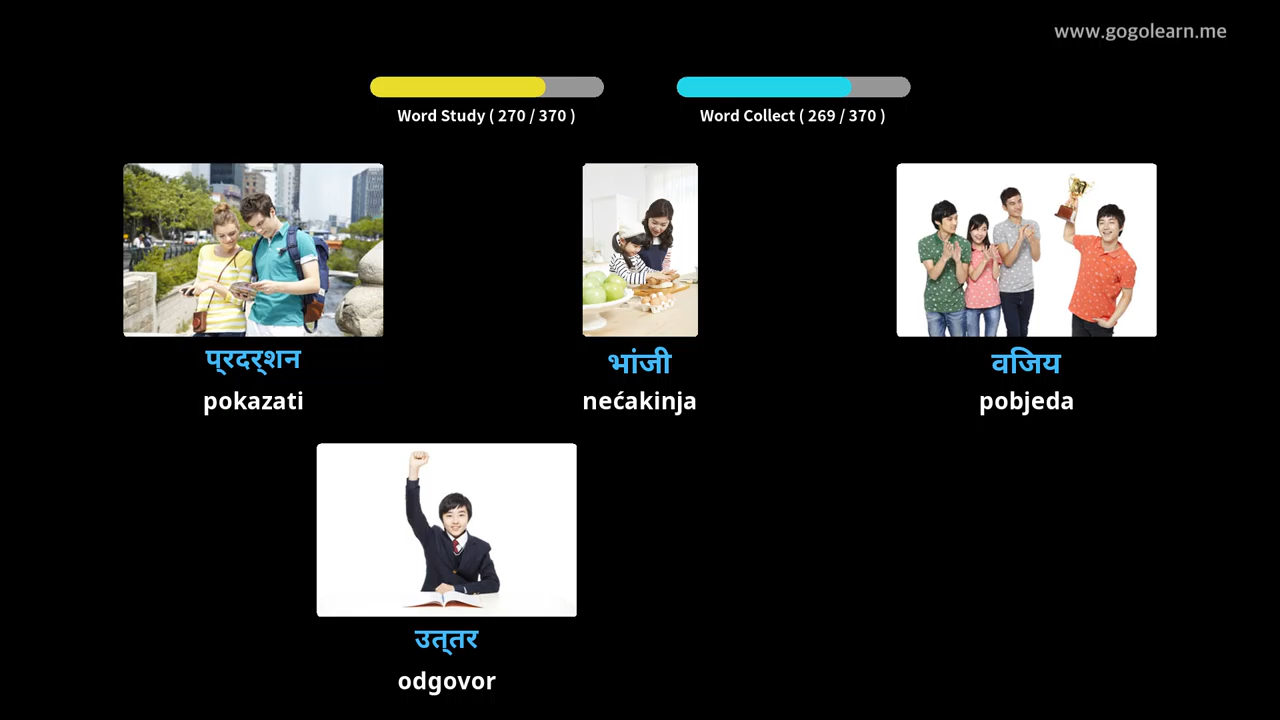 www.gogolearn.me
Word Study ( 270 / 370 )
Word Collect ( 269 / 370 )
प्रदर्शन
भांजी
विजय
pokazati
nećakinja
pobjeda
उत्तर
odgovor